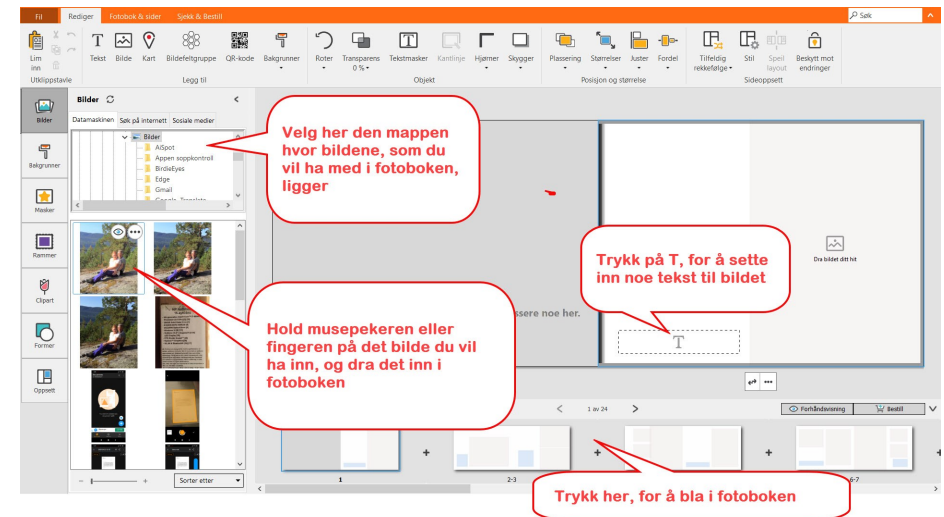 Fil Rediger Fotobok & sider Sjekk & Bestill Søk
Lim inn Tekst Bilde Kart Bildefeltgruppe QR-kode Bakgrunner Roter Transparens 0 % Tekstmasker Kantlinje Hjørner Skygger Plassering Størrelser Juster Fordel Tilfeldig rekkefølge Stil Speil layout Beskytt mot endringer
Utklippstavle Legg til Objekt Posisjon og størrelse Sideoppsett
Bilder
Bilder
Datamaskinen Søk på internett Sosiale medier
Bilder
AiSpot
Appen soppkontroll
BirdieEyes
Edge
Gmail
Bakgrunner
Masker
Rammer
Clipart
Former
Oppsett
Velg her den mappen
hvor bildene, som du
vil ha med i fotoboken,
ligger
Trykk på T, for å sette
inn noe tekst til bildet
Dra bildet ditt hit
Hold musepekeren eller
fingeren på det bilde du vil
ha inn, og dra det inn i
fotoboken
ssere noe her.
T
1 av 24
Forhåndsvisning Bestill
Sorter etter
1 2-3 6-7
Trykk her, for å bla i fotoboken